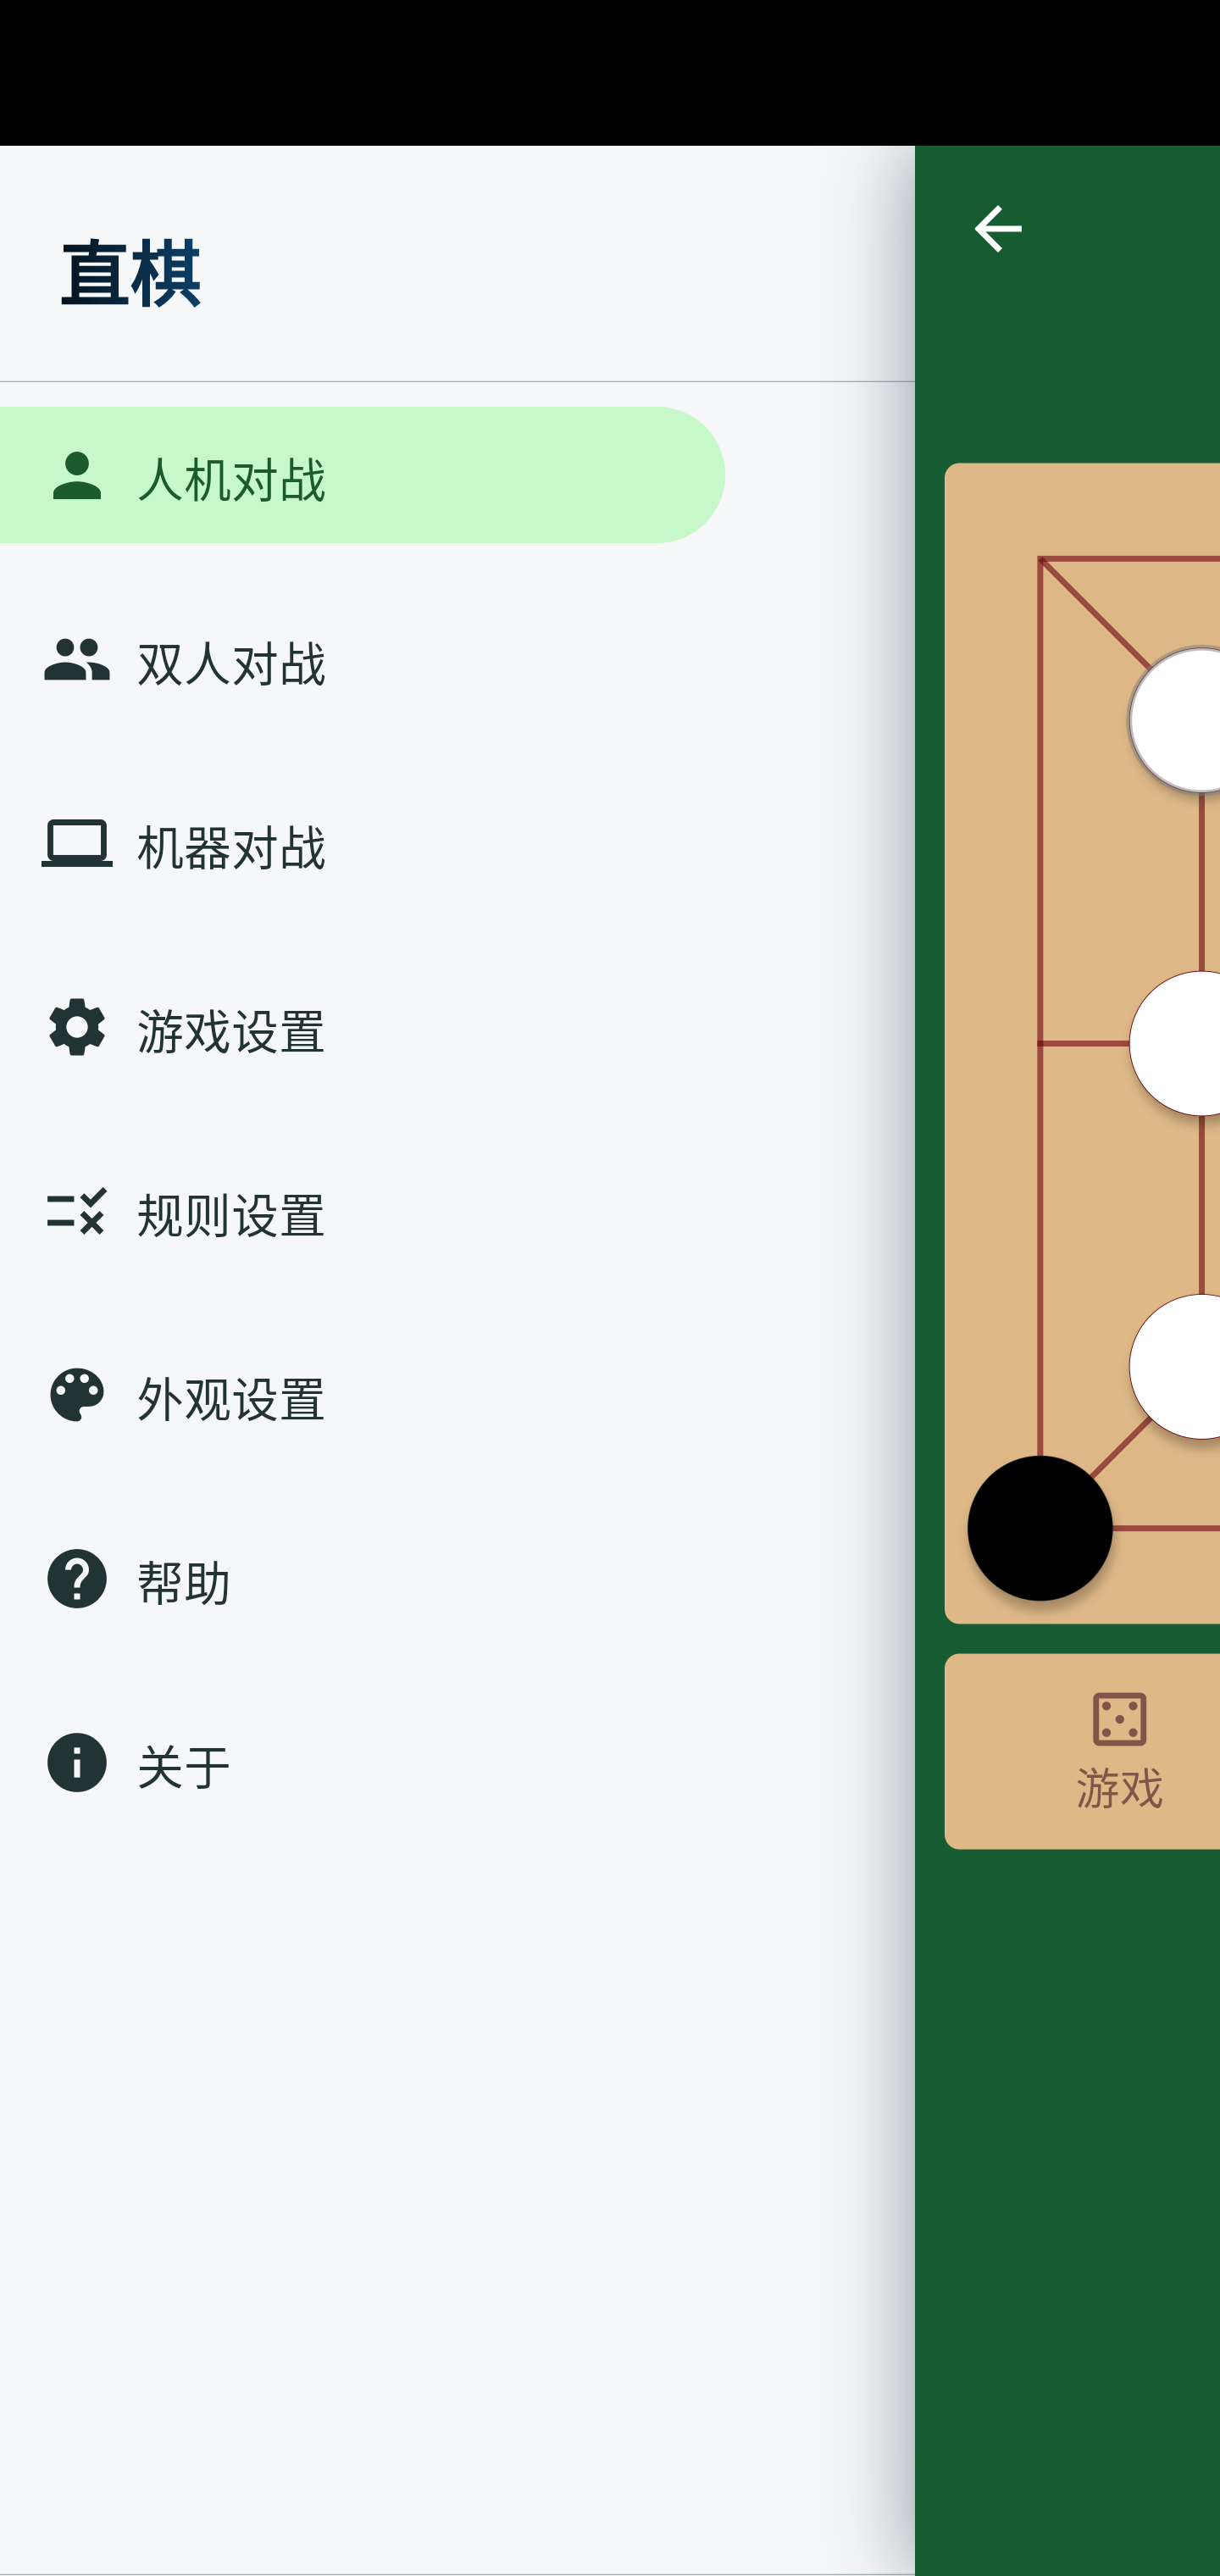 直棋
人机对战
双人对战
机器对战
游戏设置
规则设置
外观设置
帮助
关于
游戏